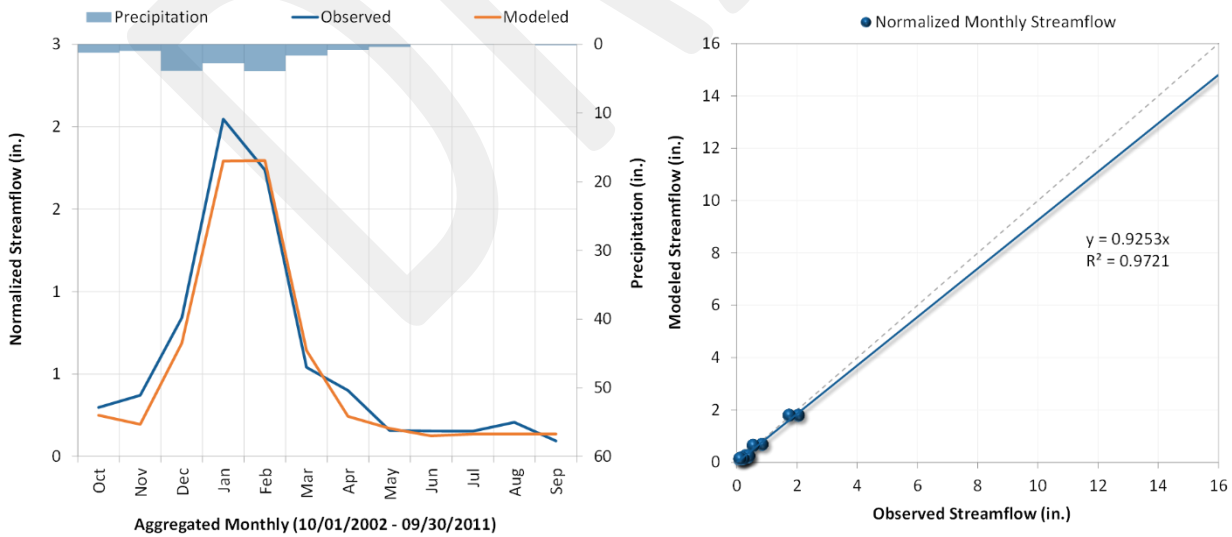 Precipitation Observed Modeled
Normalized Streamflow (in.)
3
2
2
1
1
0
0
10
20
30
40
50
60
Precipitation (in.)
Oct Nov Dec Jan Feb Mar Apr May Jun Jul Aug Sep
Aggregated Monthly (10/01/2002 - 09/30/2011)
Normalized Monthly Streamflow
Modeled Streamflow (in.)
16
14
12
10
8
6
4
2
0
y = 0.9253x
R² = 0.9721
0 2 4 6 8 10 12 14 16
Observed Streamflow (in.)